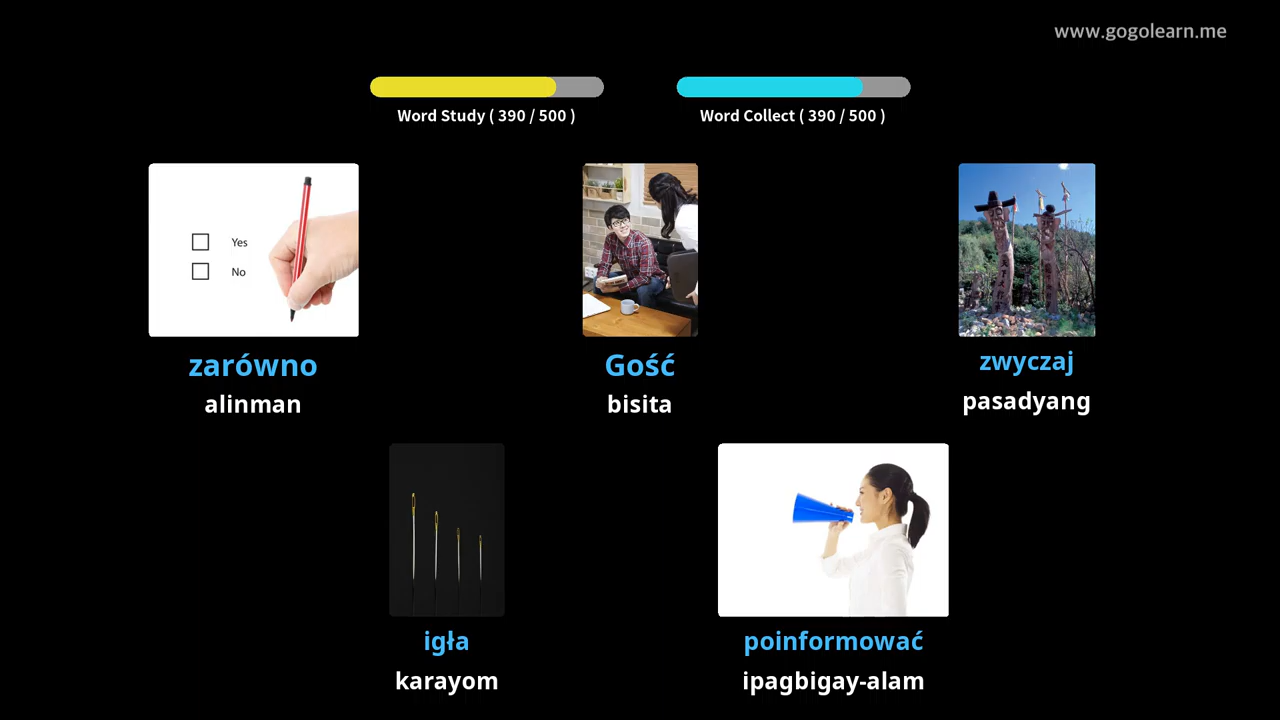 www.gogolearn.me
Word Study ( 390 / 500 )
Word Collect ( 390 / 500 )
Yes
No
zarówno
alinman
Gość
bisita
zwyczaj
pasadyang
igła
karayom
poinformować
ipagbigay-alam